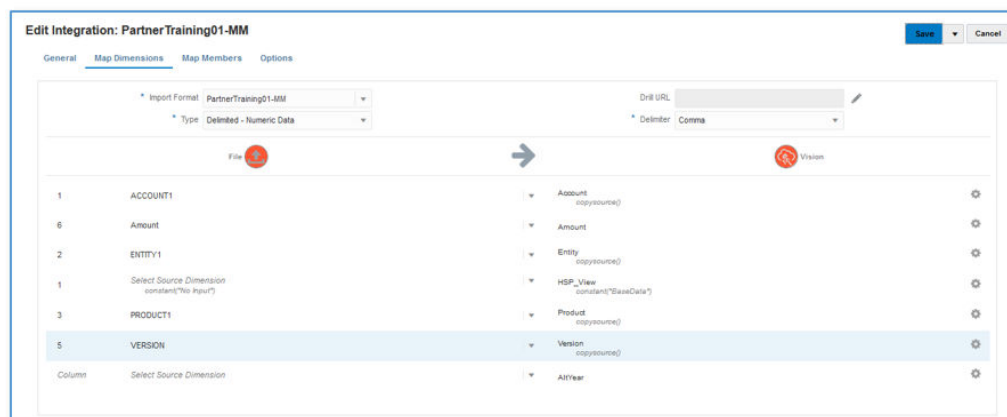 Edit Integration: PartnerTraining01-MM
Save Cancel
General Map Dimensions Map Members Options
* Import Format PartnerTraining01-MM Drill URL
* Type Delimited - Numeric Data * Delimiter Comma
File Vision
1 ACCOUNT1 Account
copysource()
6 Amount Amount
2 ENTITY1 Entity
copysource()
1 Select Source Dimension HSP_View
constant("No Input") constant("BaseData")
3 PRODUCT1 Product
copysource()
5 VERSION Version
copysource()
Column Select Source Dimension AltYear